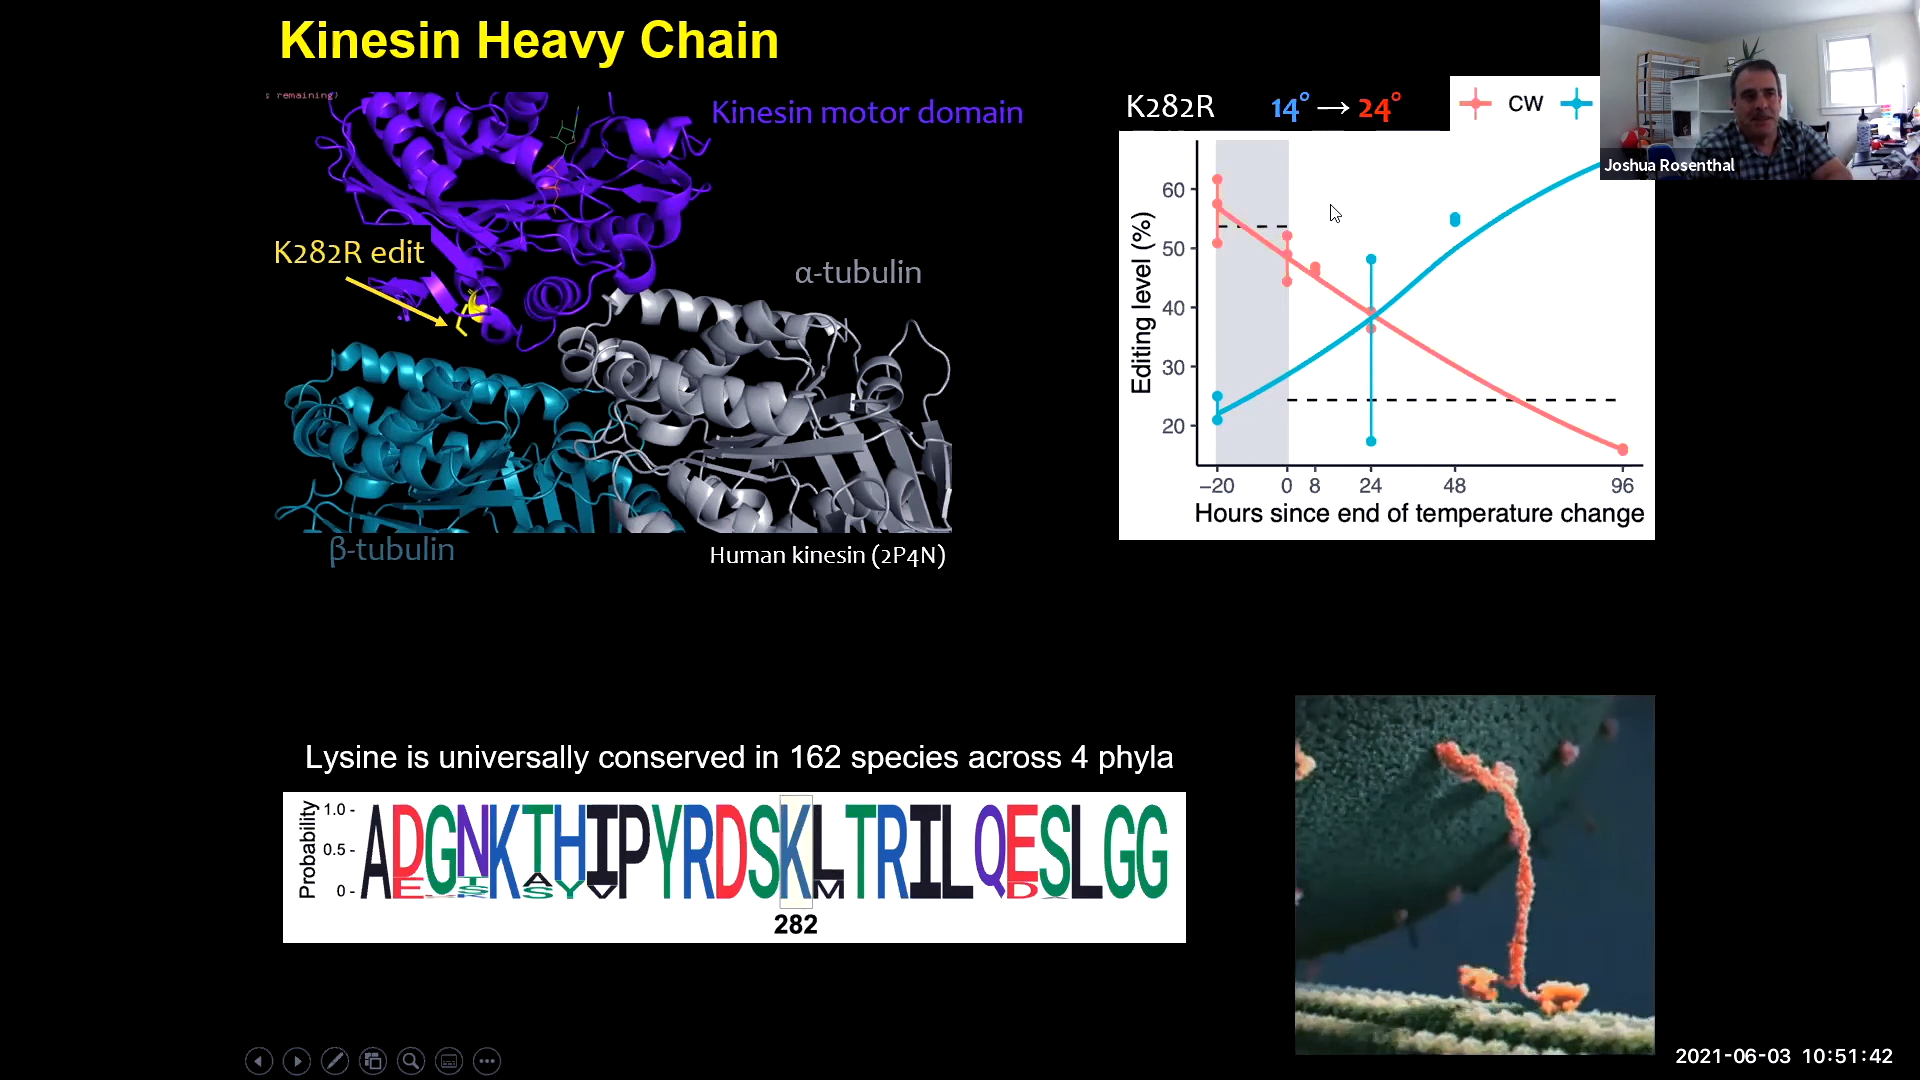 Kinesin Heavy Chain
remaining)
Kinesin motor domain
K282R edit
α-tubulin
β-tubulin
Human kinesin (2P4N)
K282R 14° → 24°
CW
Joshua Rosenthal
Editing level (%)
60
50
40
30
20
−20 0 8 24 48 96
Hours since end of temperature change
Lysine is universally conserved in 162 species across 4 phyla
Probability
1.0
0.5
0
ADGNKTHIPYRDSKLTRILQESLGG
E TSASYV M D
282
2021-06-03 10:51:42